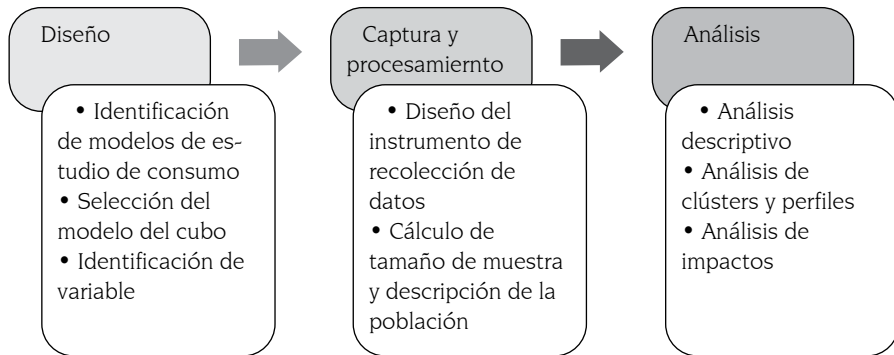 Diseño
• Identificación
de modelos de es-
tudio de consumo
• Selección del
modelo del cubo
• Identificación de
variable
Captura y
procesamiernto
• Diseño del
instrumento de
recolección de
datos
• Cálculo de
tamaño de muestra
y descripción de la
población
Análisis
• Análisis
descriptivo
• Análisis de
clústers y perfiles
• Análisis de
impactos